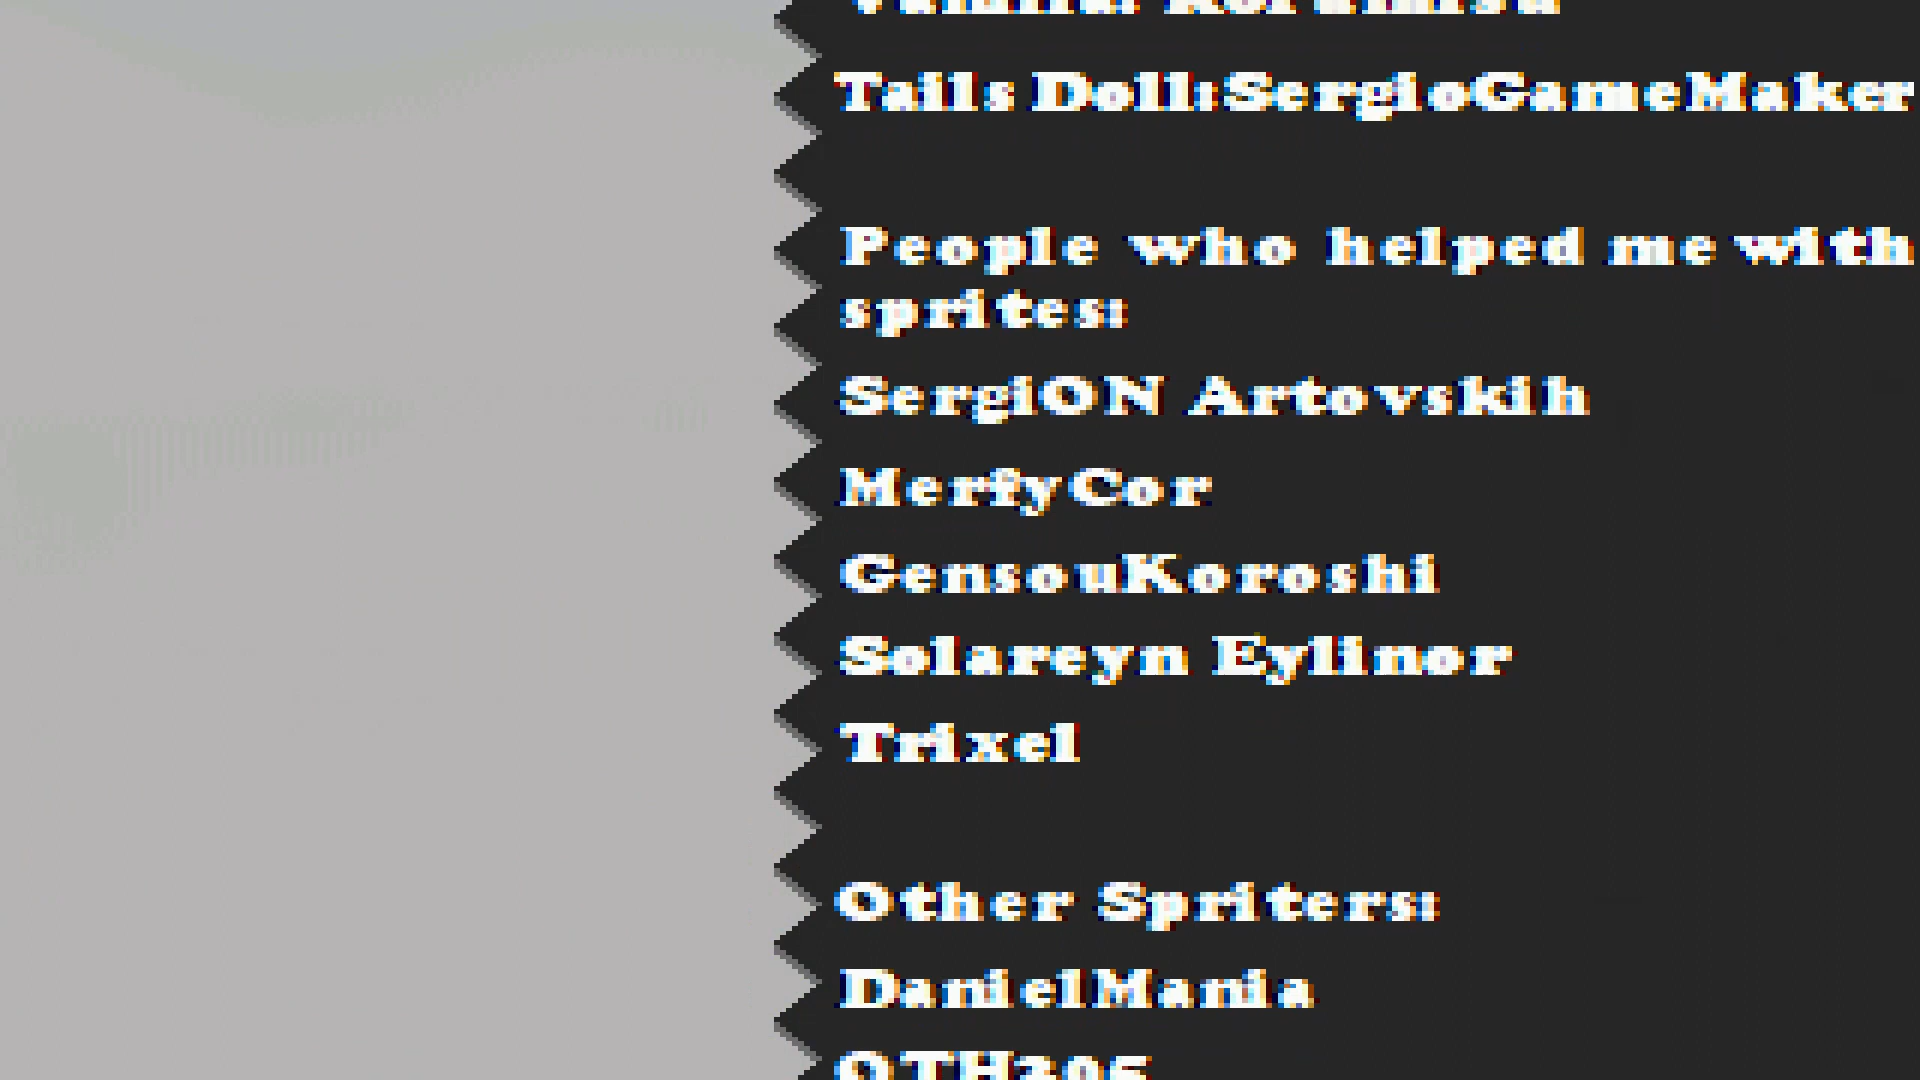 Tails Doll:SergioGameMaker
People who helped me with
sprites:
SergiON Artovskih
MerfyCor
GensouKoroshi
Solareyn Eylinor
Trixel
Other Spriters:
DanielMania